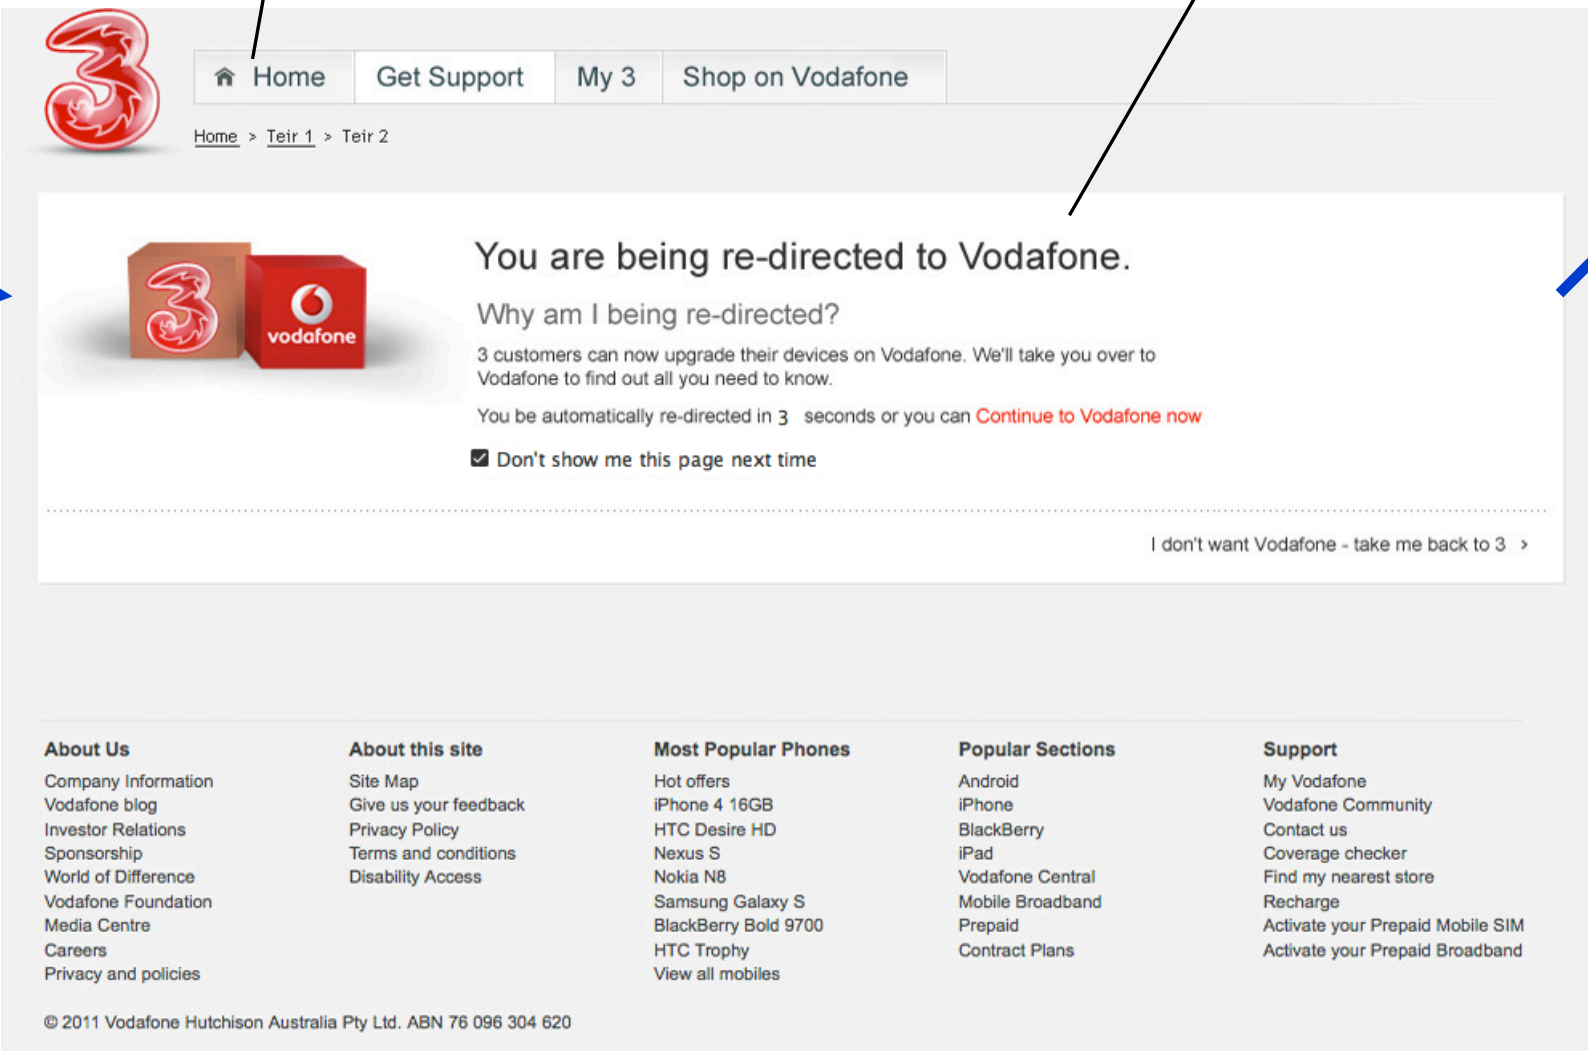 Home Get Support My 3 Shop on Vodafone
Home > Teir 1 > Teir 2
3
vodafone
You are being re-directed to Vodafone.
Why am I being re-directed?
3 customers can now upgrade their devices on Vodafone. We'll take you over to
Vodafone to find out all you need to know.
You be automatically re-directed in 3 seconds or you can Continue to Vodafone now
Don't show me this page next time
I don't want Vodafone - take me back to 3 >
About Us
Company Information
Vodafone blog
Investor Relations
Sponsorship
World of Difference
Vodafone Foundation
Media Centre
Careers
Privacy and policies
About this site
Site Map
Give us your feedback
Privacy Policy
Terms and conditions
Disability Access
Most Popular Phones
Hot offers
iPhone 4 16GB
HTC Desire HD
Nexus S
Nokia N8
Samsung Galaxy S
BlackBerry Bold 9700
HTC Trophy
View all mobiles
Popular Sections
Android
iPhone
BlackBerry
iPad
Vodafone Central
Mobile Broadband
Prepaid
Contract Plans
Support
My Vodafone
Vodafone Community
Contact us
Coverage checker
Find my nearest store
Recharge
Activate your Prepaid Mobile SIM
Activate your Prepaid Broadband
© 2011 Vodafone Hutchison Australia Pty Ltd. ABN 76 096 304 620